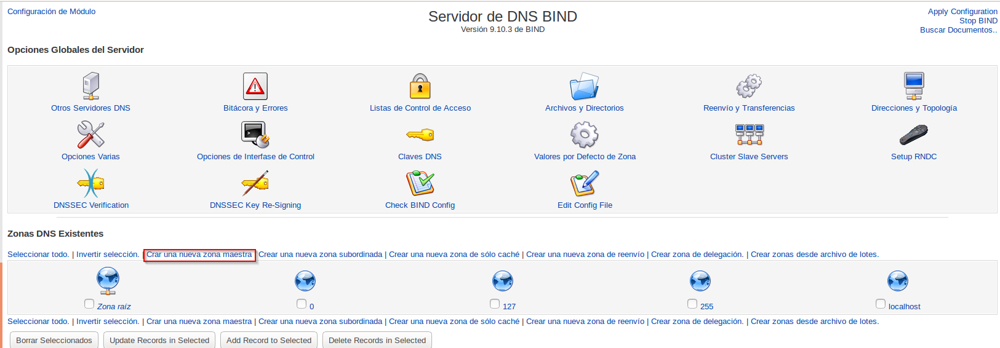 Configuración de Módulo
Servidor de DNS BIND
Versión 9.10.3 de BIND
Apply Configuration
Stop BIND
Buscar Documentos..
Opciones Globales del Servidor
Otros Servidores DNS
Bitácora y Errores
Listas de Control de Acceso
Archivos y Directorios
Reenvío y Transferencias
Direcciones y Topología
Opciones Varias
Opciones de Interfase de Control
Claves DNS
Valores por Defecto de Zona
Cluster Slave Servers
Setup RNDC
DNSSEC Verification
DNSSEC Key Re-Signing
Check BIND Config
Edit Config File
Zonas DNS Existentes
Seleccionar todo. | Invertir selección. | Crar una nueva zona maestra | Crear una nueva zona subordinada | Crear una nueva zona de sólo caché | Crear una nueva zona de reenvío | Crear zona de delegación. | Crear zonas desde archivo de lotes.
Zona raíz
0
127
255
localhost
Seleccionar todo. | Invertir selección. | Crar una nueva zona maestra | Crear una nueva zona subordinada | Crear una nueva zona de sólo caché | Crear una nueva zona de reenvío | Crear zona de delegación. | Crear zonas desde archivo de lotes.
Borrar Seleccionados
Update Records in Selected
Add Record to Selected
Delete Records in Selected